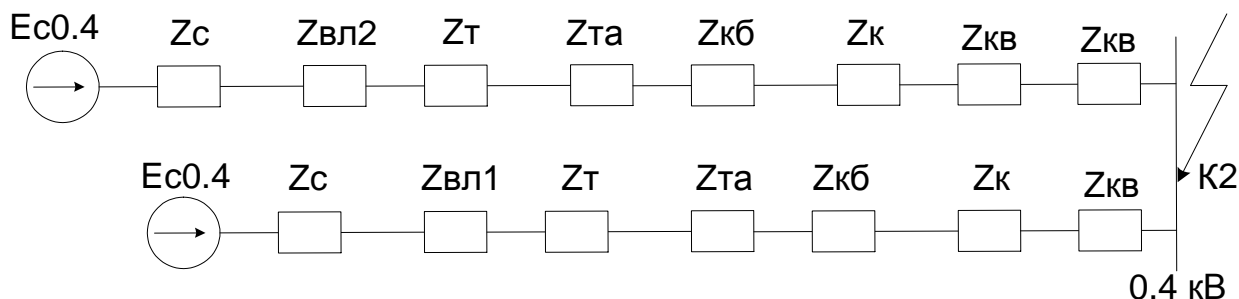 Ec0.4 Zc Zвл2 Zт Zта Zкб Zк Zкв Zкв
Ec0.4 Zc Zвл1 Zт Zта Zкб Zк Zкв К2
0.4 кВ